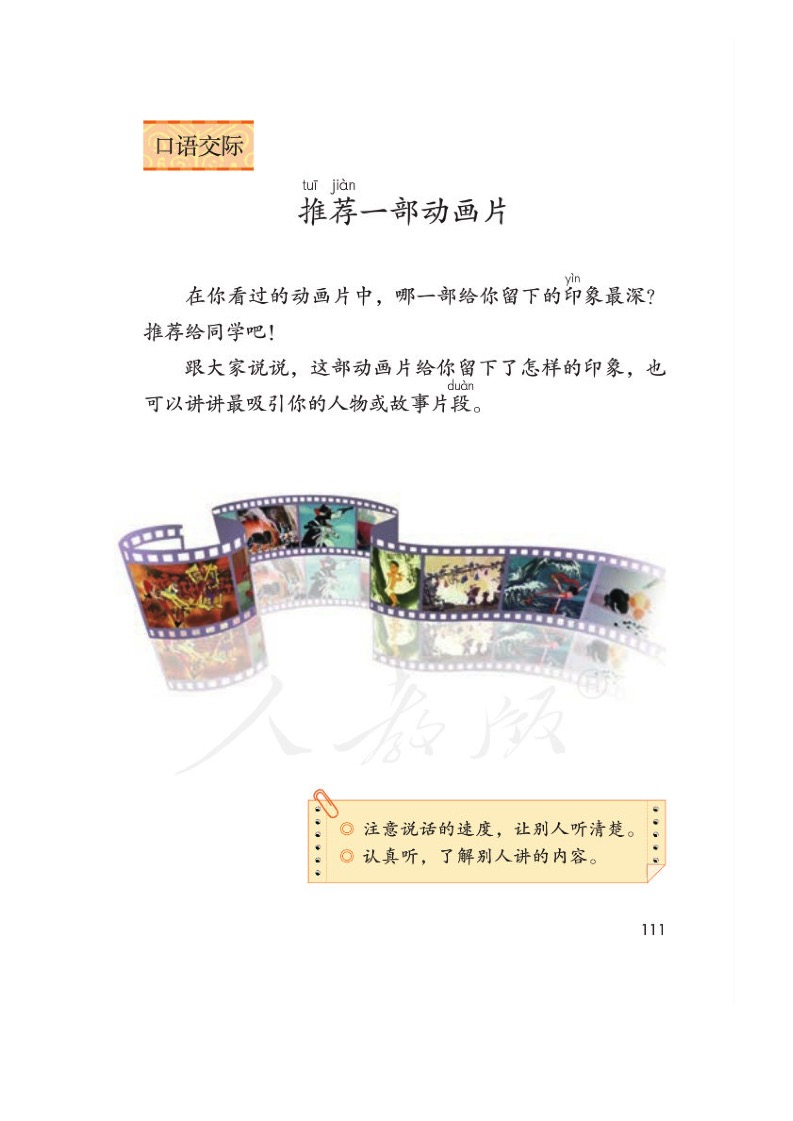 口语交际
tuī jiàn
推荐一部动画片
yìn
在你看过的动画片中，哪一部给你留下的印象最深？
推荐给同学吧！
跟大家说说，这部动画片给你留下了怎样的印象，也
duàn
可以讲讲最吸引你的人物或故事片段。
人教版
◎ 注意说话的速度，让别人听清楚。
◎ 认真听，了解别人讲的内容。
111